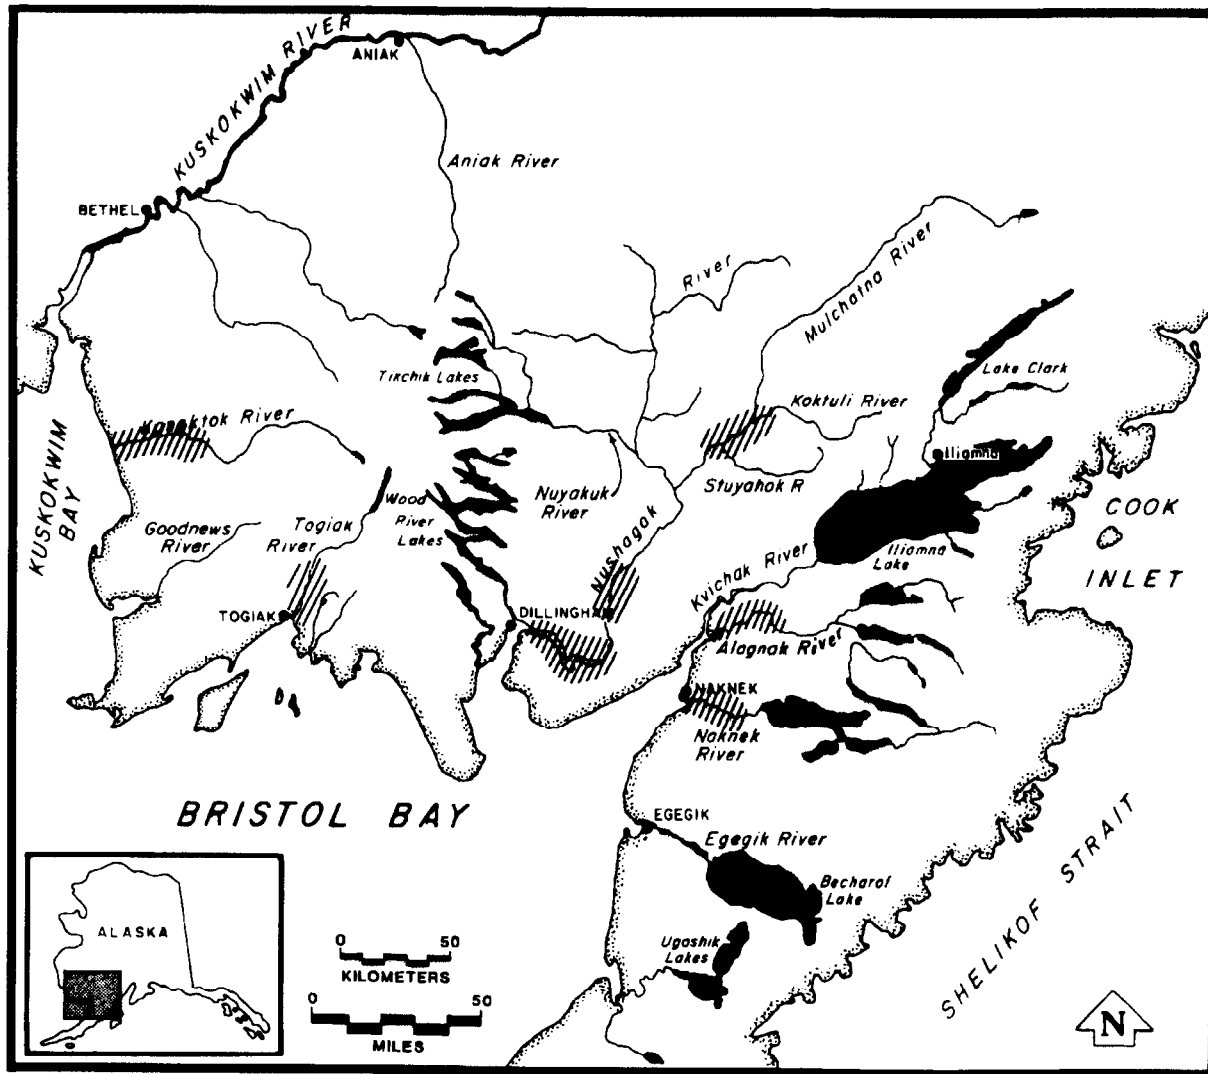 KUSKOKWIM RIVER
ANIAK
Aniak River
BETHEL
River
Mulchatna River
Tikchik Lakes
Lake Clark
Koktuli River
Kanektok River
Iliamna
KUSKOKWIM
BAY
Stuyahok R
Nuyakuk
River
Wood
River
Lakes
Togiak
River
Goodnews
River
COOK
INLET
Iliamna
Lake
Nushagak
Kvichak River
TOGIAK
DILLINGHAM
Alagnak River
NAKNEK
Naknek
River
BRISTOL BAY
EGEGIK
Egegik River
Becharof
Lake
Ugashik
Lakes
SHELIKOF STRAIT
ALASKA
0 50
KILOMETERS
0 50
MILES
N